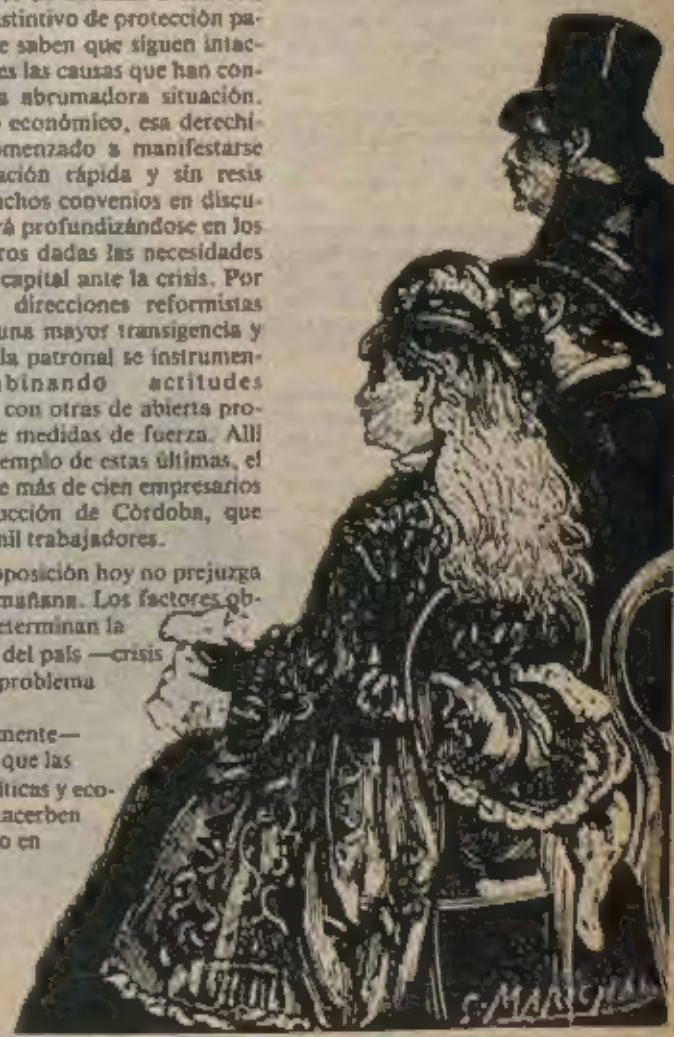 stintivo de protección pa-
e saben que siguen intac-
es las causas que han con-
a abrumadora situación.
o económico, esa derechi-
omenzado a manifestarse
ación rápida y sin resis
uchos convenios en discu-
rá profundizándose en los
ros dadas las necesidades
capital ante la crisis. Por
direcciones reformistas
una mayor transigencia y
la patronal se instrumen-
binando actitudes
con otras de abierta pro-
e medidas de fuerza. Allí
emplo de estas últimas, el
e más de cien empresarios
ucción de Córdoba, que
mil trabajadores.
oposición hoy no prejuzga
mañana. Los factores ob-
eterminan la
del país —crisis
problema
mente—
que las
íticas y eco-
acerben
o en
S. MARICHAL